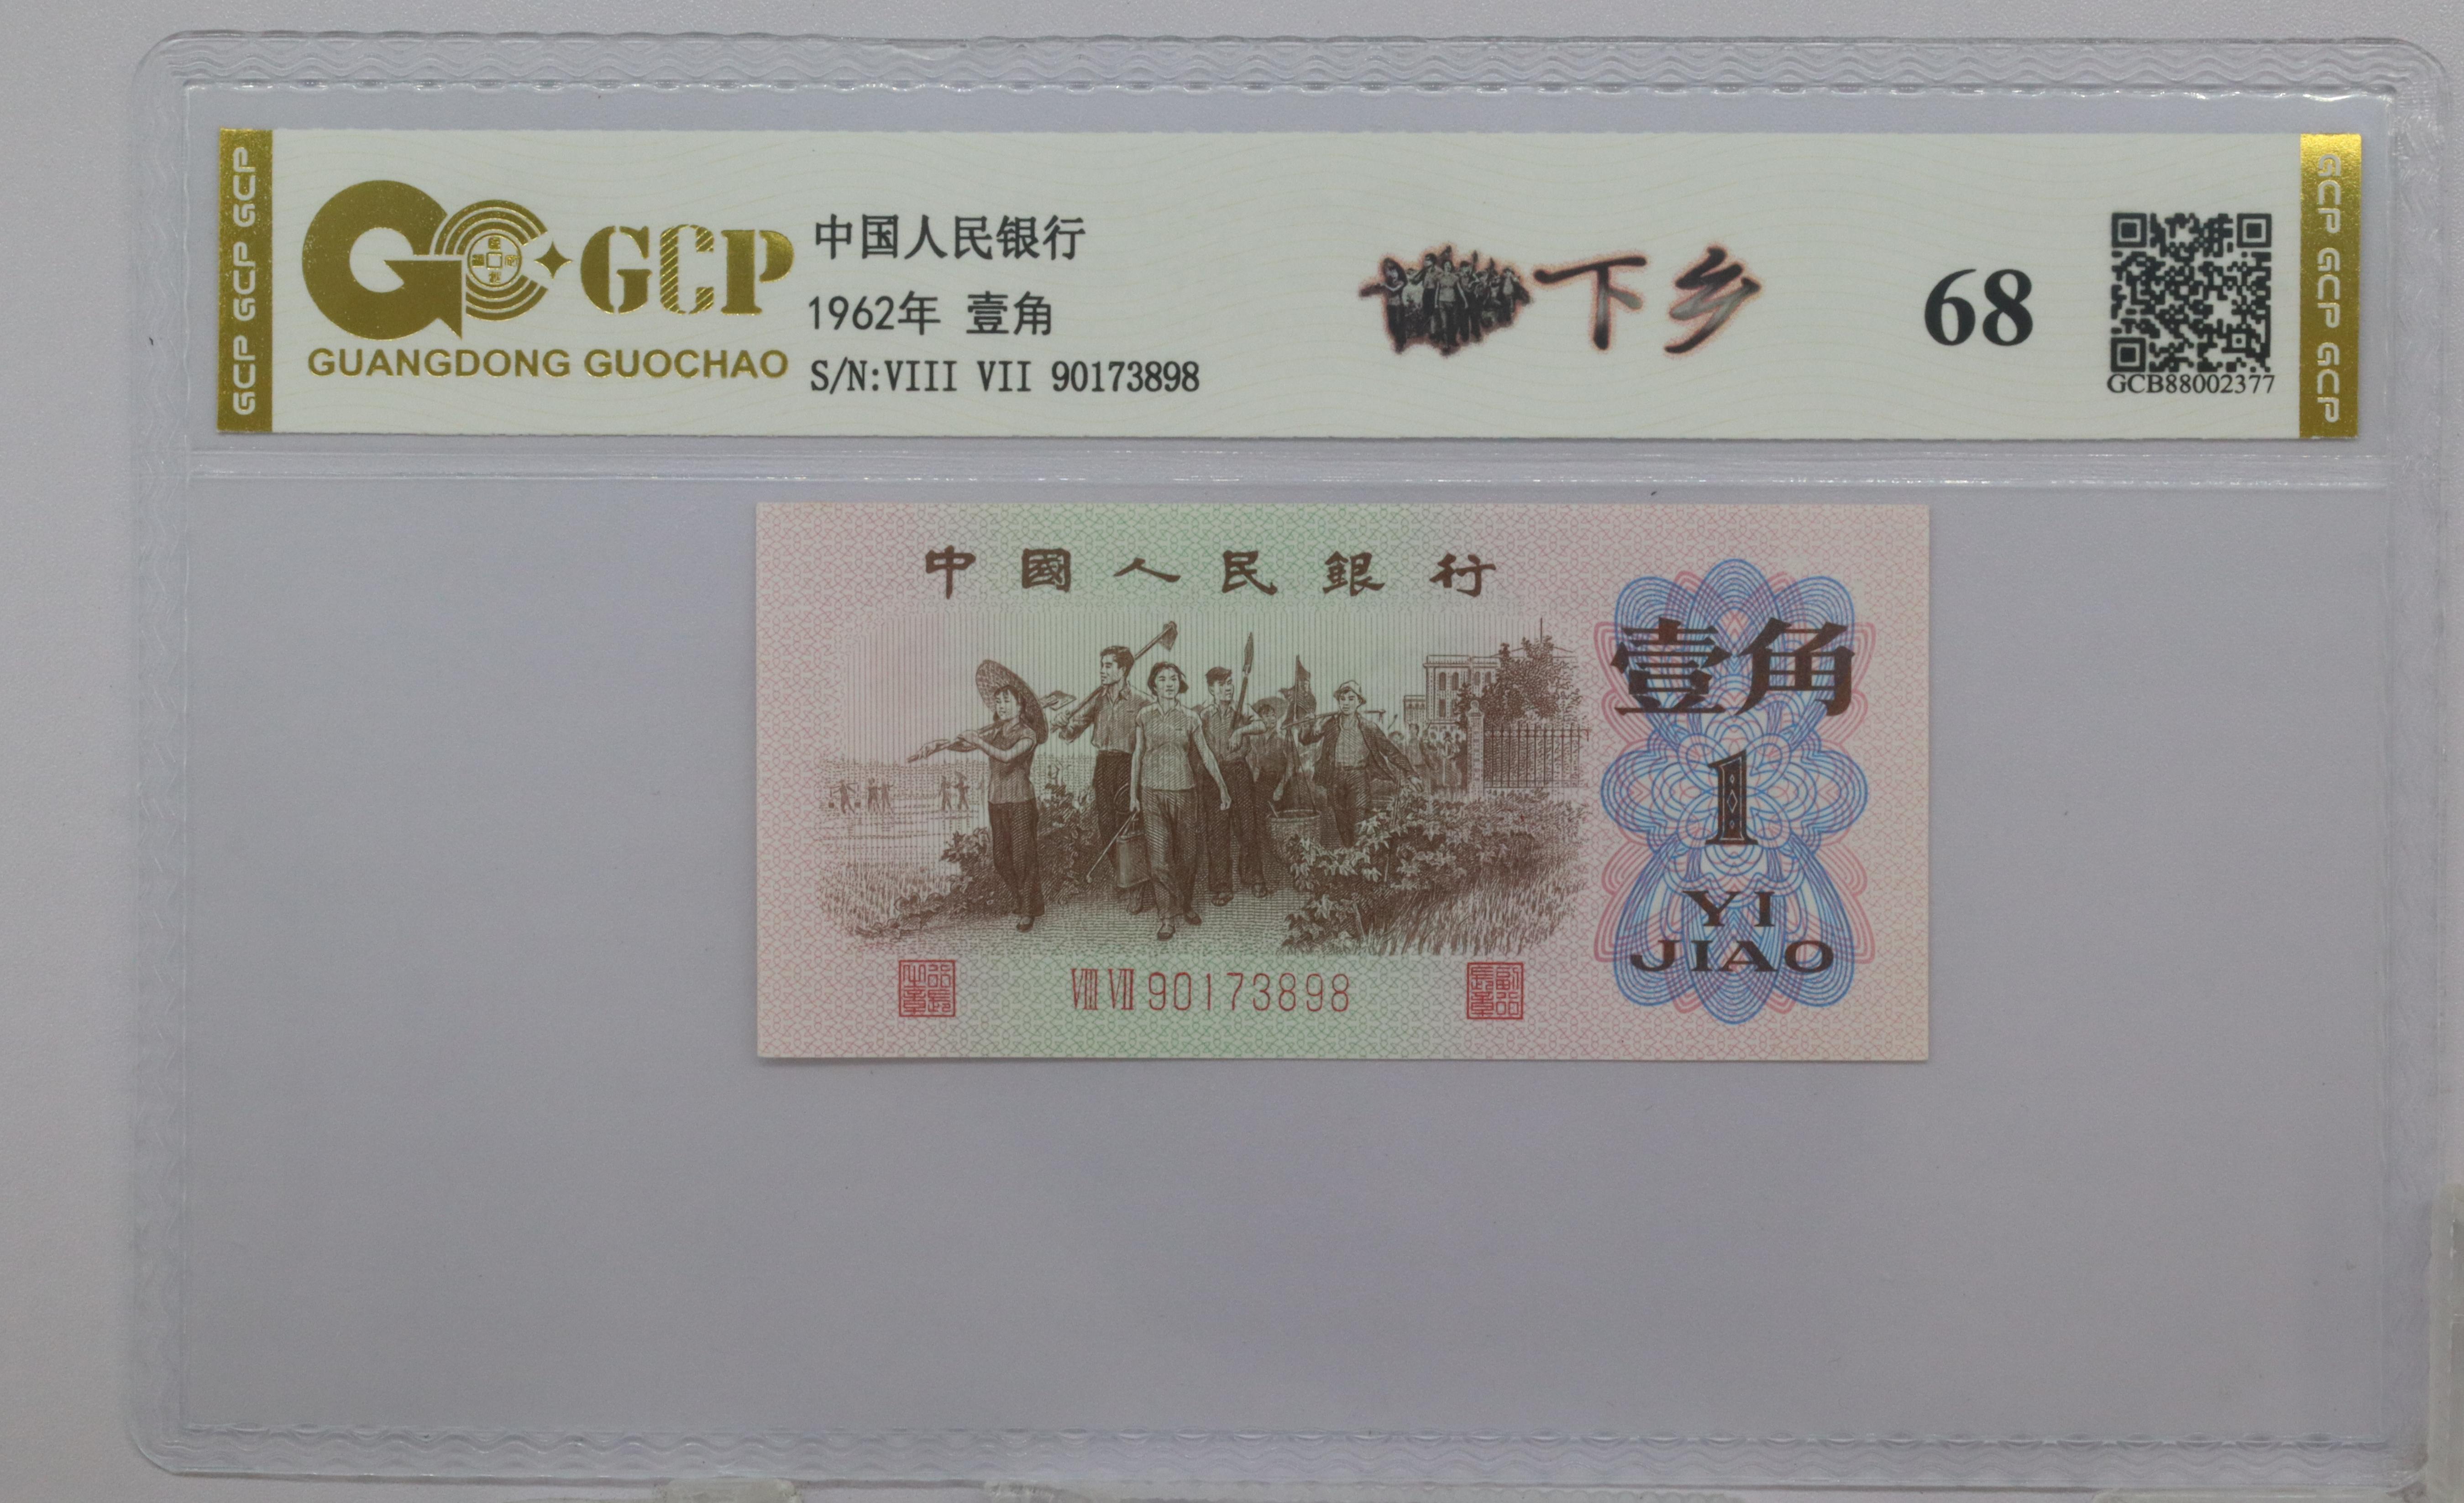 GCP GCP GCP
GCP
GUANGDONG GUOCHAO
中国人民银行
1962年 壹角
S/N:VIII VII 90173898
下乡
68
GCB88002377
GCP GCP GCP
中國人民銀行
壹角
1
YI
JIAO
VIII VII 90173898